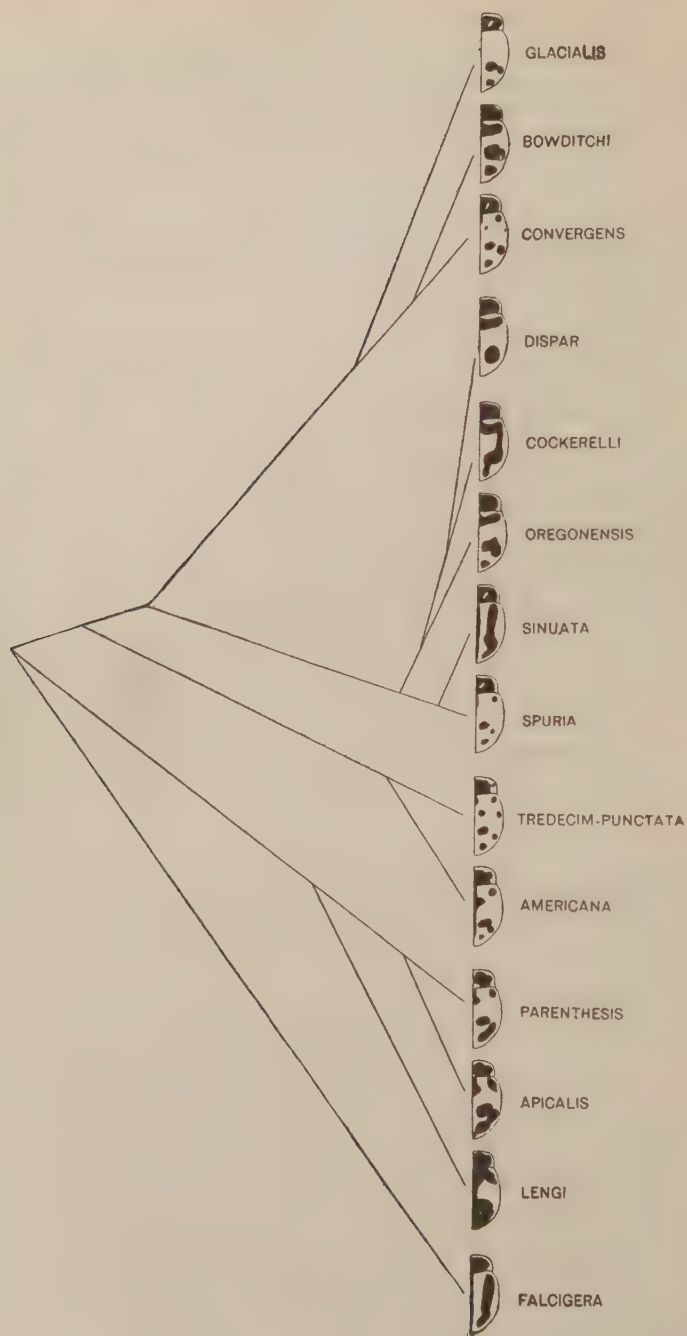 GLACIALIS
BOWDITCHI
CONVERGENS
DISPAR
COCKERELLI
OREGONENSIS
SINUATA
SPURIA
TREDECIM-PUNCTATA
AMERICANA
PARENTHESIS
APICALIS
LENGI
FALCIGERA